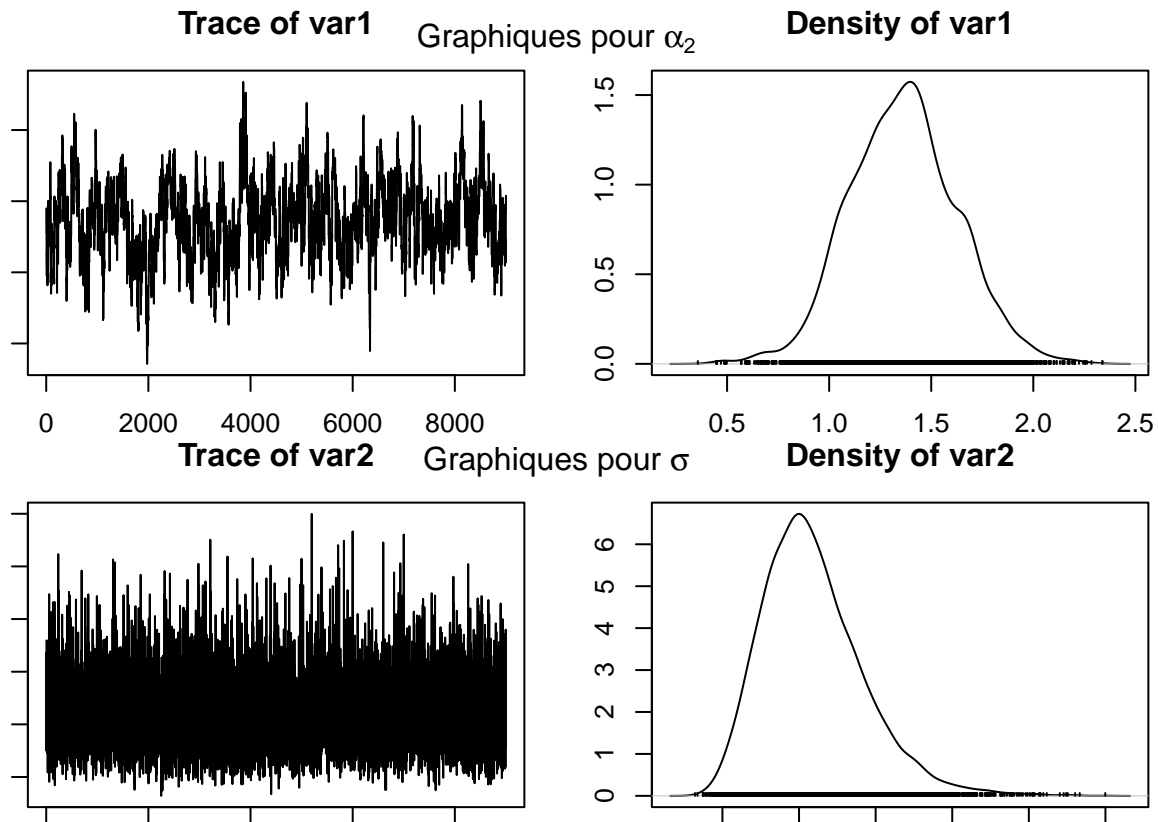 Trace of var1
Graphiques pour α₂
Density of var1
0 2000 4000 6000 8000
0.0 0.5 1.0 1.5
0.5 1.0 1.5 2.0 2.5
Trace of var2
Graphiques pour σ
Density of var2
0 1 2 3 4 5 6